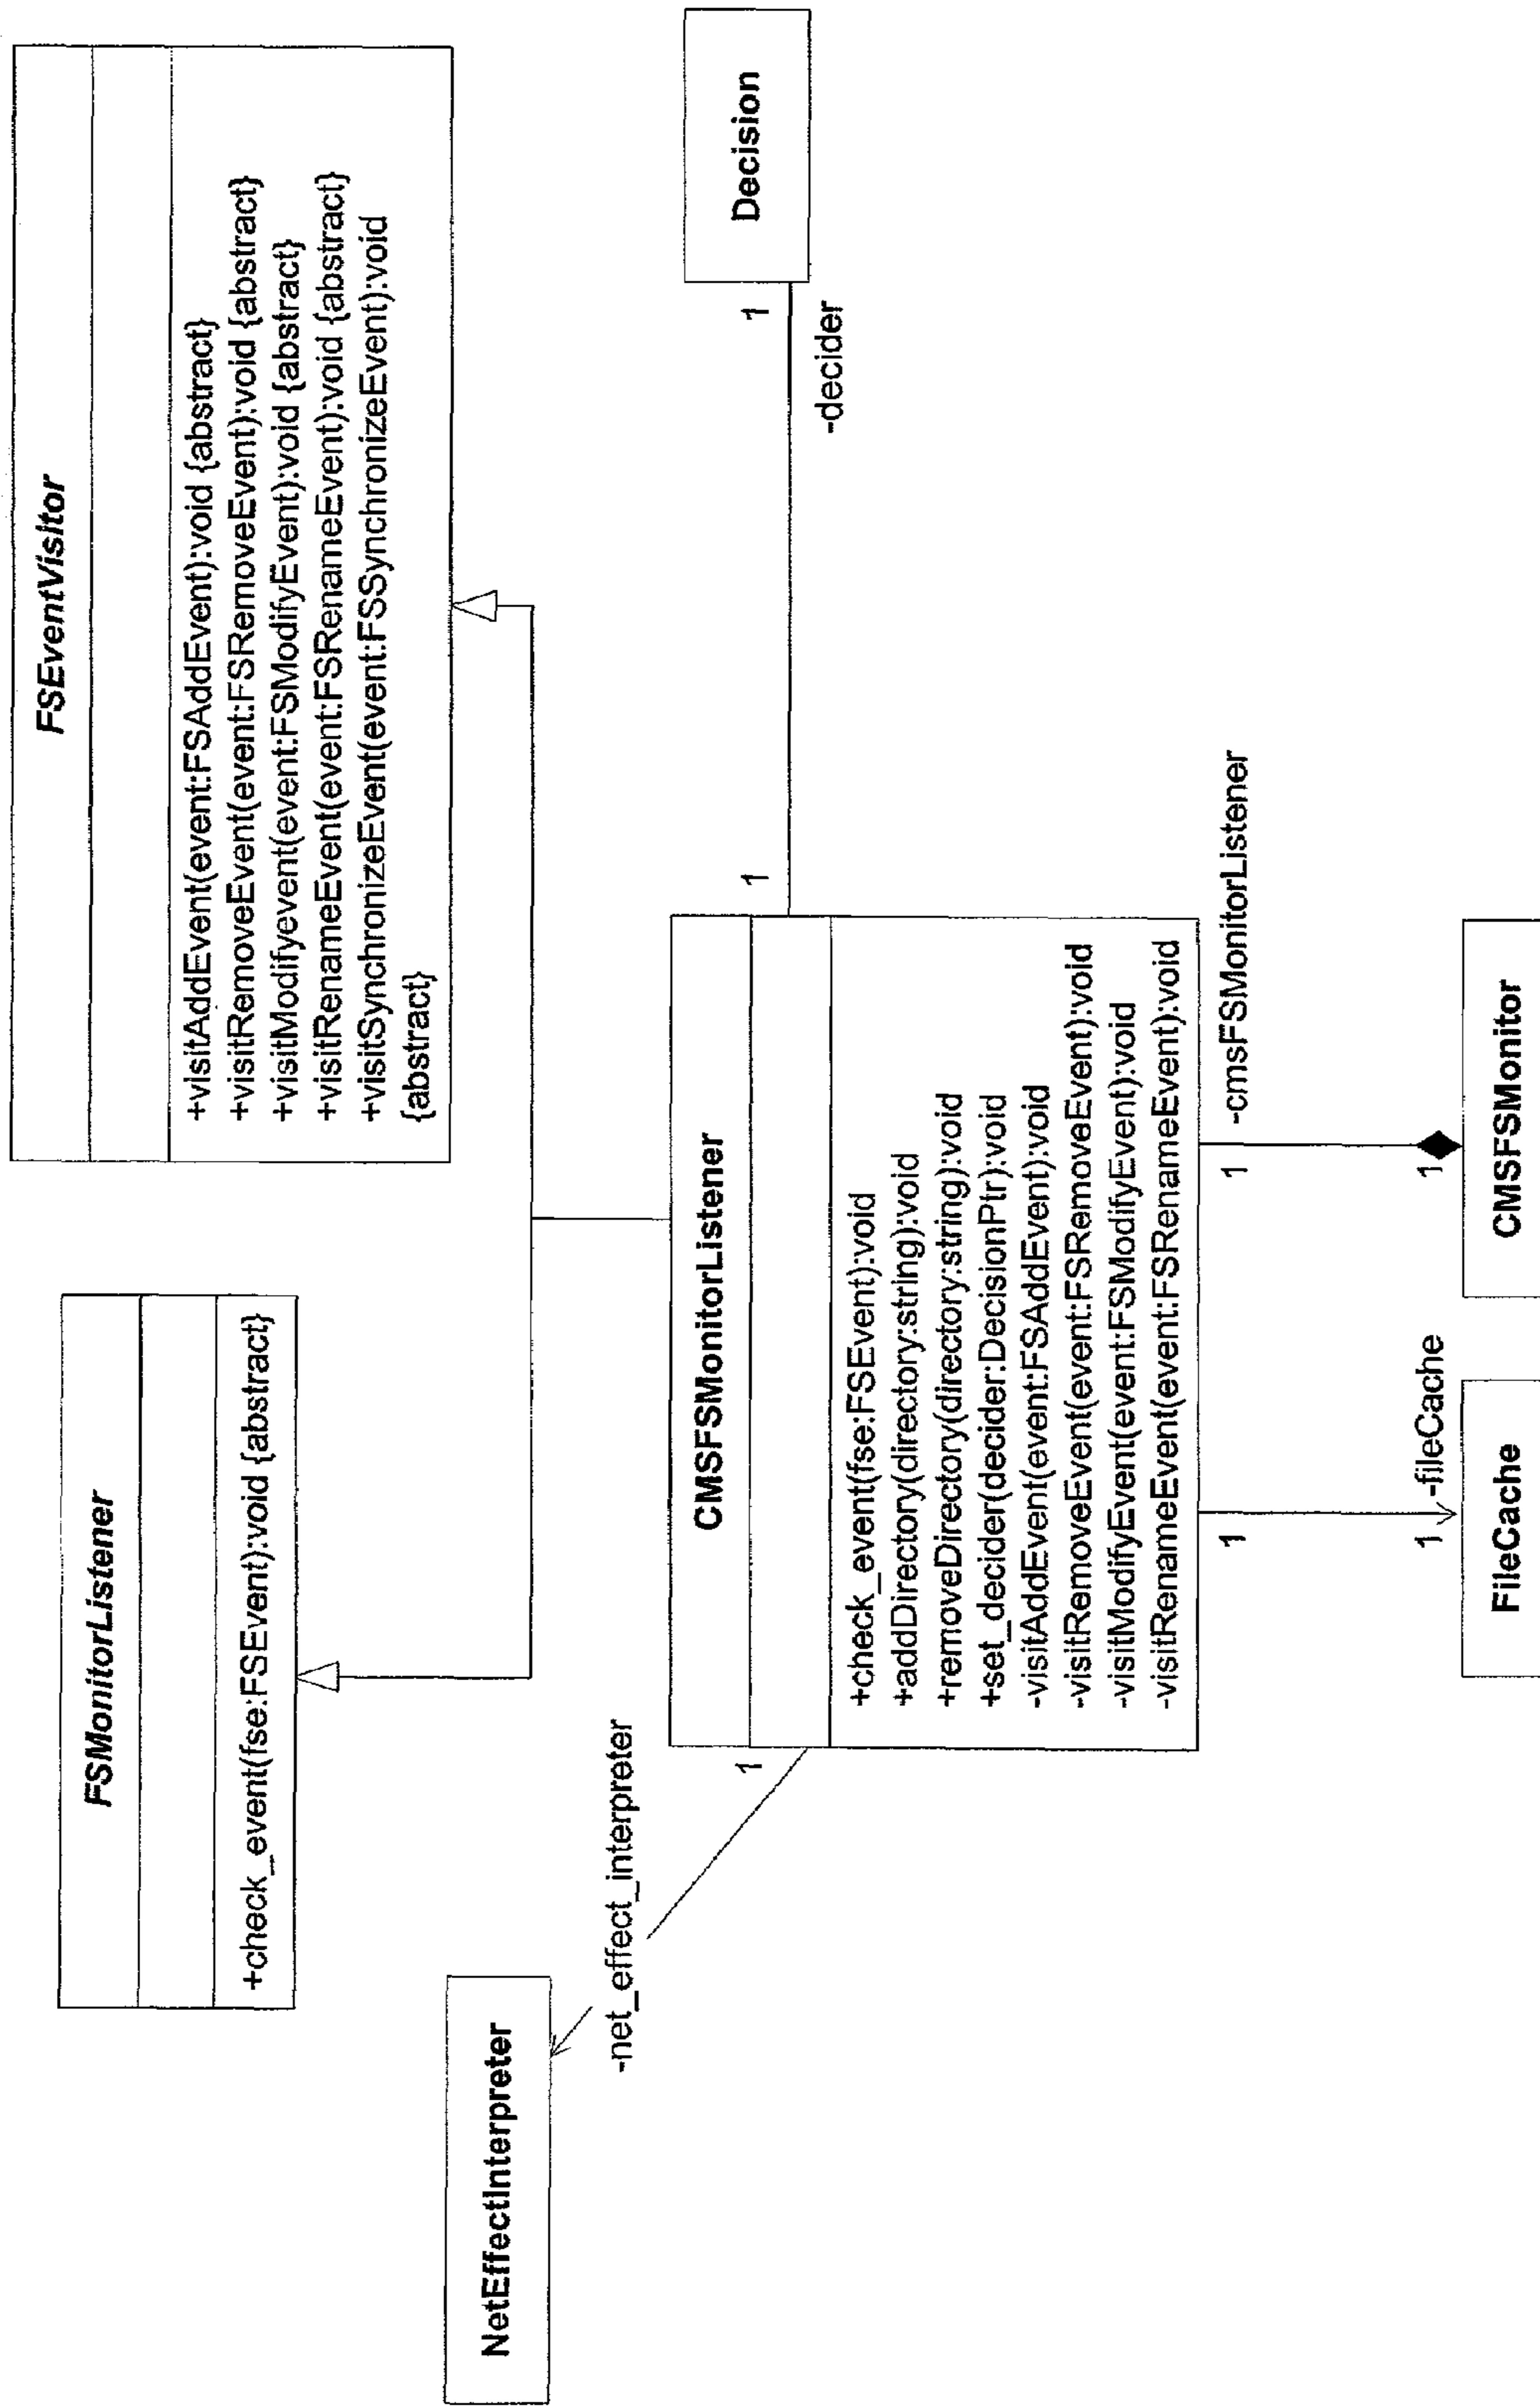 FSMonitorListener
+check_event(fse:FSEvent):void {abstract}
FSEventVisitor
+visitAddEvent(event:FSAddEvent):void {abstract}
+visitRemoveEvent(event:FSRemoveEvent):void {abstract}
+visitModifyevent(event:FSModifyEvent):void {abstract}
+visitRenameEvent(event:FSRenameEvent):void {abstract}
+visitSynchronizeEvent(event:FSSynchronizeEvent):void
{abstract}
NetEffectInterpreter
-net_effect_interpreter
1
CMSFSMonitorListener
+check_event(fse:FSEvent):void
+addDirectory(directory:string):void
+removeDirectory(directory:string):void
+set_decider(decider:DecisionPtr):void
-visitAddEvent(event:FSAddEvent):void
-visitRemoveEvent(event:FSRemoveEvent):void
-visitModifyEvent(event:FSModifyEvent):void
-visitRenameEvent(event:FSRenameEvent):void
1
1
Decision
-decider
1
1 -fileCache
FileCache
1
-cmsFSMonitorListener
1
CMSFSMonitor